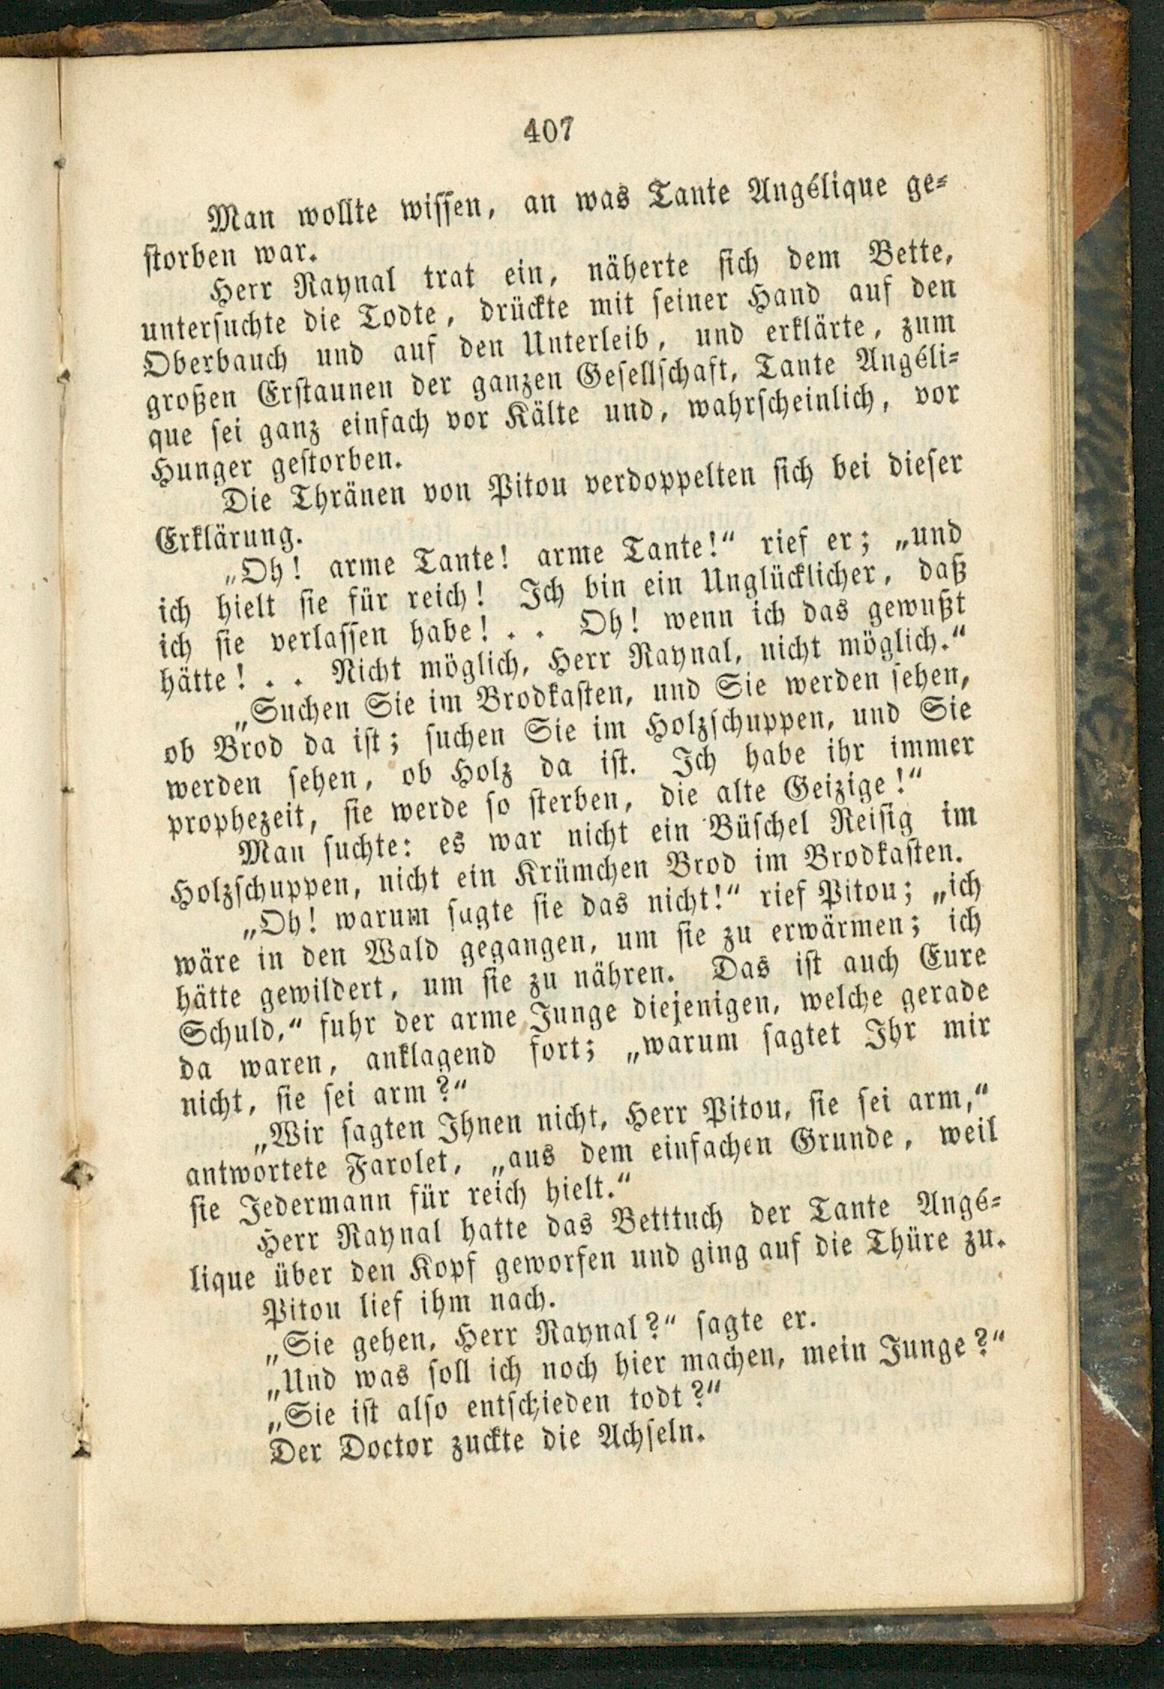 407
Man wollte wissen, an was Tante Angélique ge=
storben war.
Herr Raynal trat ein, näherte sich dem Bette,
untersuchte die Todte, drückte mit seiner Hand auf den
Oberbauch und auf den Unterleib, und erklärte, zum
großen Erstaunen der ganzen Gesellschaft, Tante Angéli=
que sei ganz einfach vor Kälte und, wahrscheinlich, vor
Hunger gestorben.
Die Thränen von Pitou verdoppelten sich bei dieser
Erklärung.
„Oh! arme Tante! arme Tante!“ rief er; „und
ich hielt sie für reich! Ich bin ein Unglücklicher, daß
ich sie verlassen habe! . . Oh! wenn ich das gewußt
hätte! . . Nicht möglich, Herr Raynal, nicht möglich.“
„Suchen Sie im Brodkasten, und Sie werden sehen,
ob Brod da ist; suchen Sie im Holzschuppen, und Sie
werden sehen, ob Holz da ist. Ich habe ihr immer
prophezeit, sie werde so sterben, die alte Geizige!“
Man suchte: es war nicht ein Büschel Reisig im
Holzschuppen, nicht ein Krümchen Brod im Brodkasten.
„Oh! warum sagte sie das nicht!“ rief Pitou; „ich
wäre in den Wald gegangen, um sie zu erwärmen; ich
hätte gewildert, um sie zu nähren. Das ist auch Eure
Schuld,“ fuhr der arme Junge diejenigen, welche gerade
da waren, anklagend fort; „warum sagtet Ihr mir
nicht, sie sei arm?“
„Wir sagten Ihnen nicht, Herr Pitou, sie sei arm,“
antwortete Farolet, „aus dem einfachen Grunde, weil
sie Jedermann für reich hielt.“
Herr Raynal hatte das Betttuch der Tante Angé=
lique über den Kopf geworfen und ging auf die Thüre zu.
Pitou lief ihm nach.
„Sie gehen, Herr Raynal?“ sagte er.
„Und was soll ich noch hier machen, mein Junge?“
„Sie ist also entschieden todt?“
Der Doctor zuckte die Achseln.